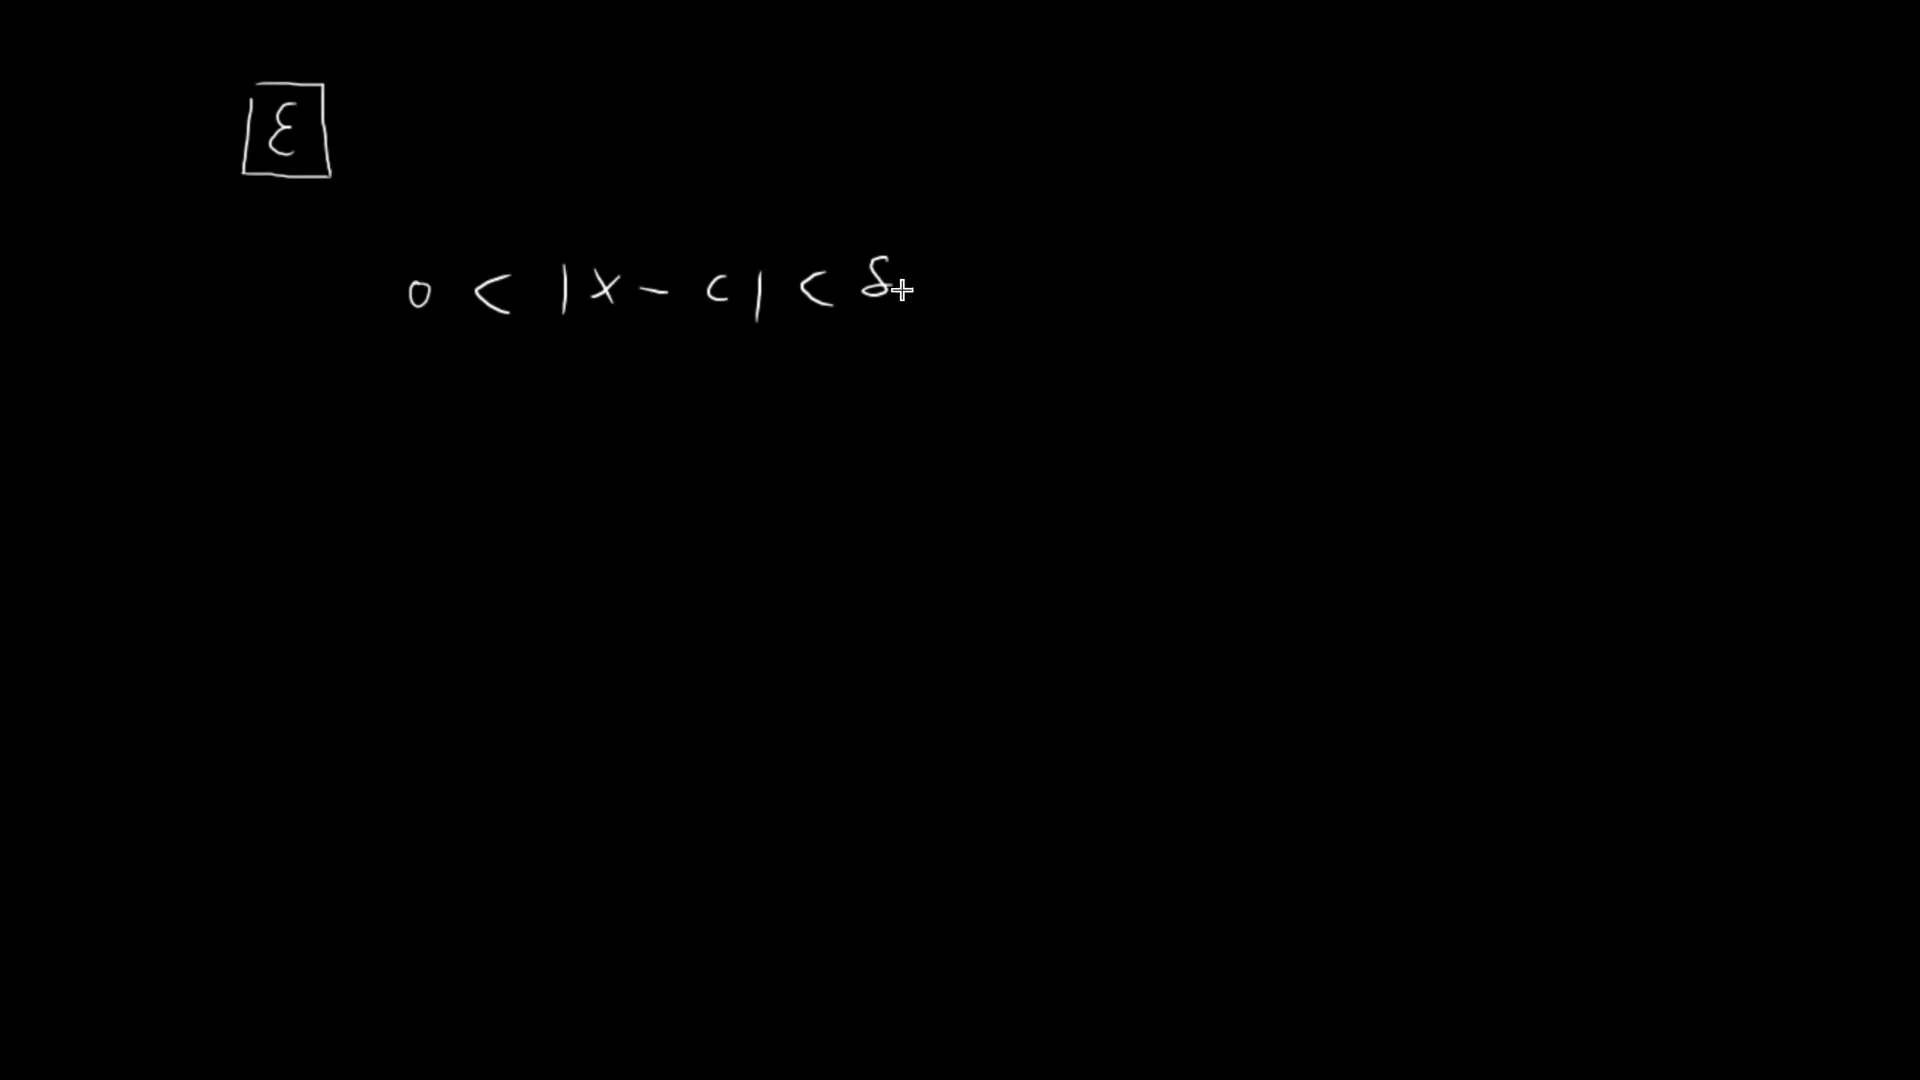 ε
0 < |x - c| < δ